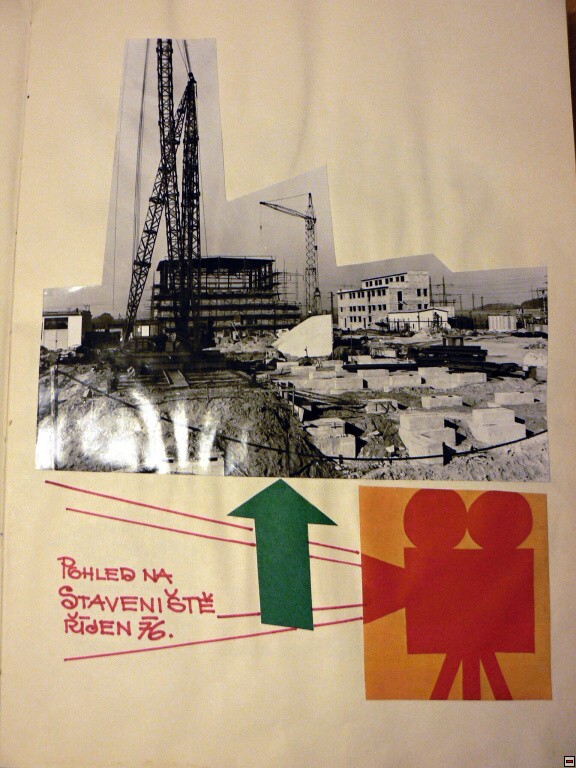 POHLED NA
STAVENIŠTĚ
ŘÍJEN 76.